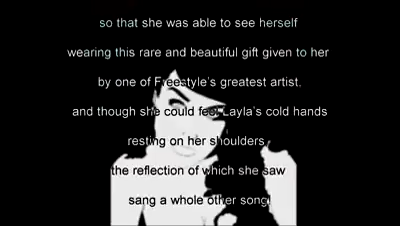 so that she was able to see herself
wearing this rare and beautiful gift given to her
by one of Freestyle's greatest artist.
and though she could feel Layla's cold hands
resting on her shoulders
the reflection of which she saw
sang a whole other song